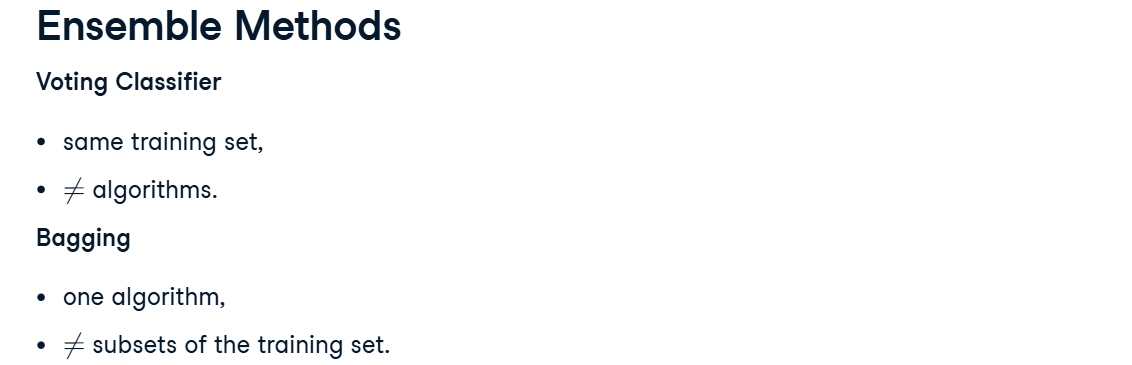 Ensemble Methods
Voting Classifier
• same training set,
• ≠ algorithms.
Bagging
• one algorithm,
• ≠ subsets of the training set.